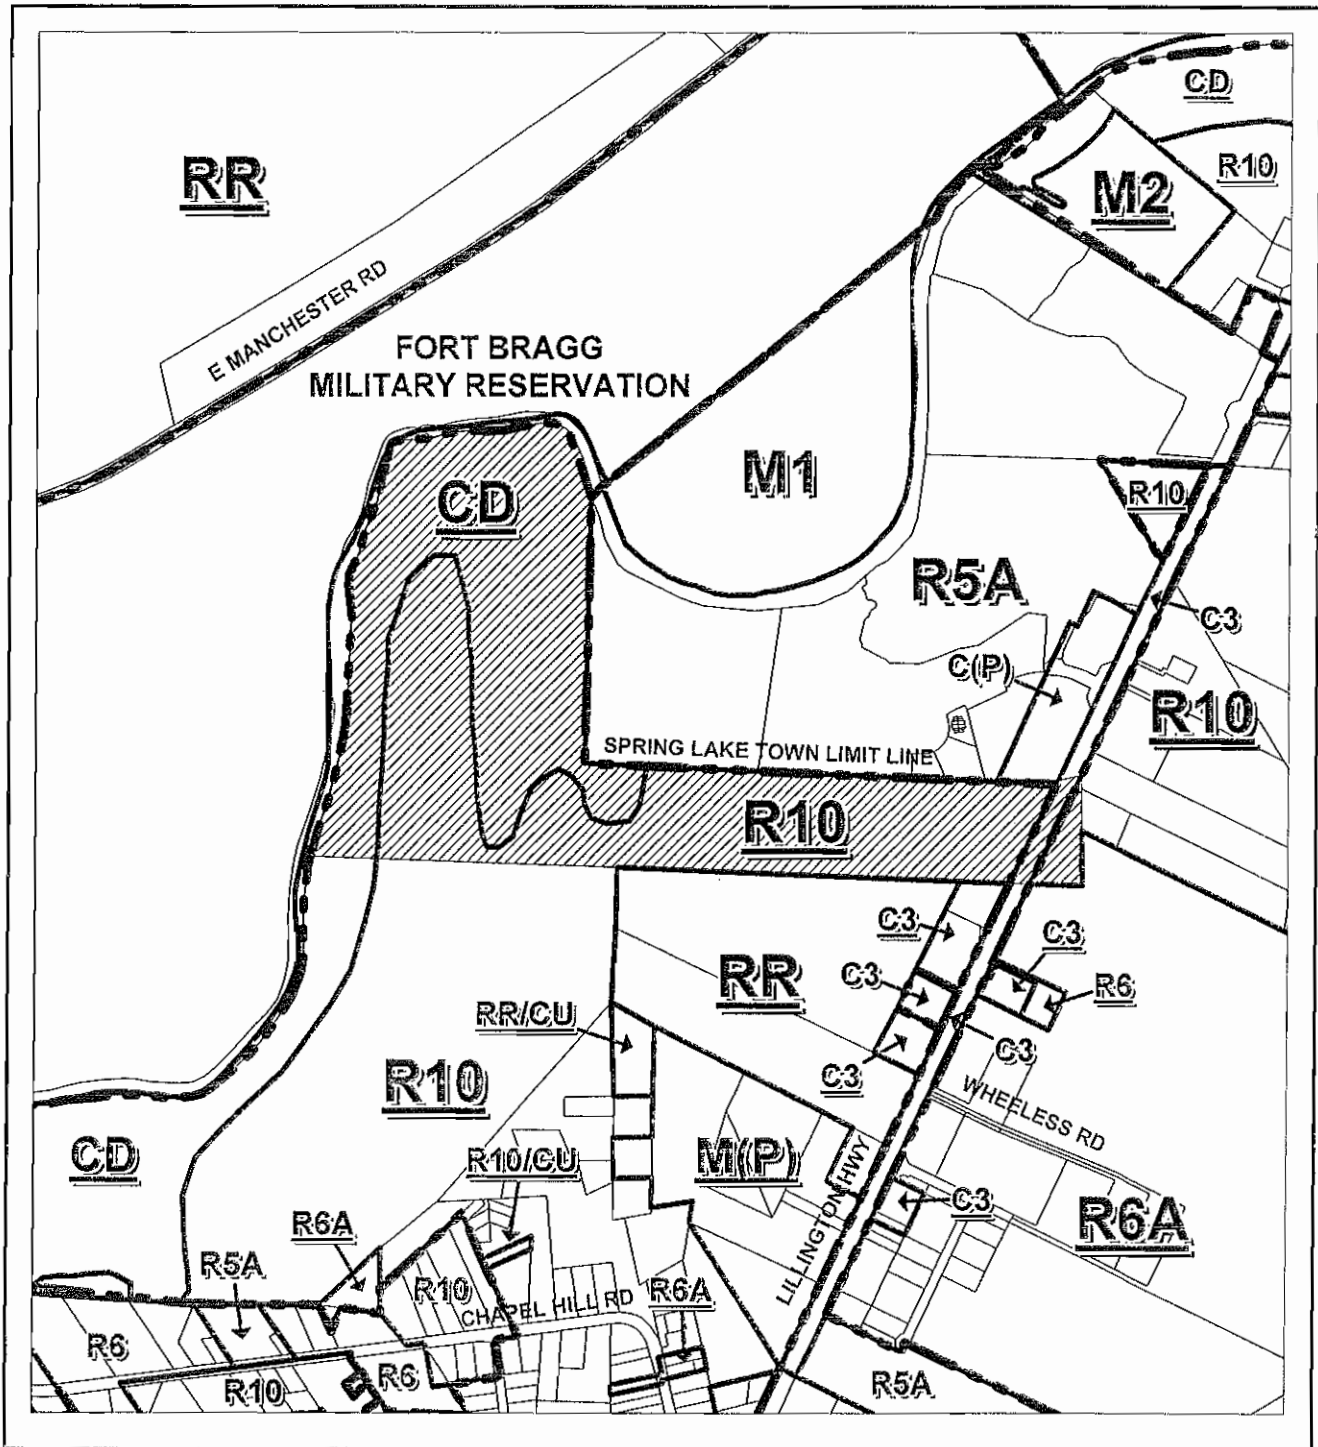 CD
RR
R10
M2
E MANCHESTER RD
FORT BRAGG
MILITARY RESERVATION
M1
CD
R10
R5A
C3
C(P)
R10
SPRING LAKE TOWN LIMIT LINE
R10
C3
C3
RR
C3
R6
RR/CU
C3
C3
R10
WHEELESS RD
CD
R10/CU
M(P)
LILLINGTON HWY
C3
R6A
R6A
R5A
R10
R6A
CHAPEL HILL RD
R6
R6
R10
R5A